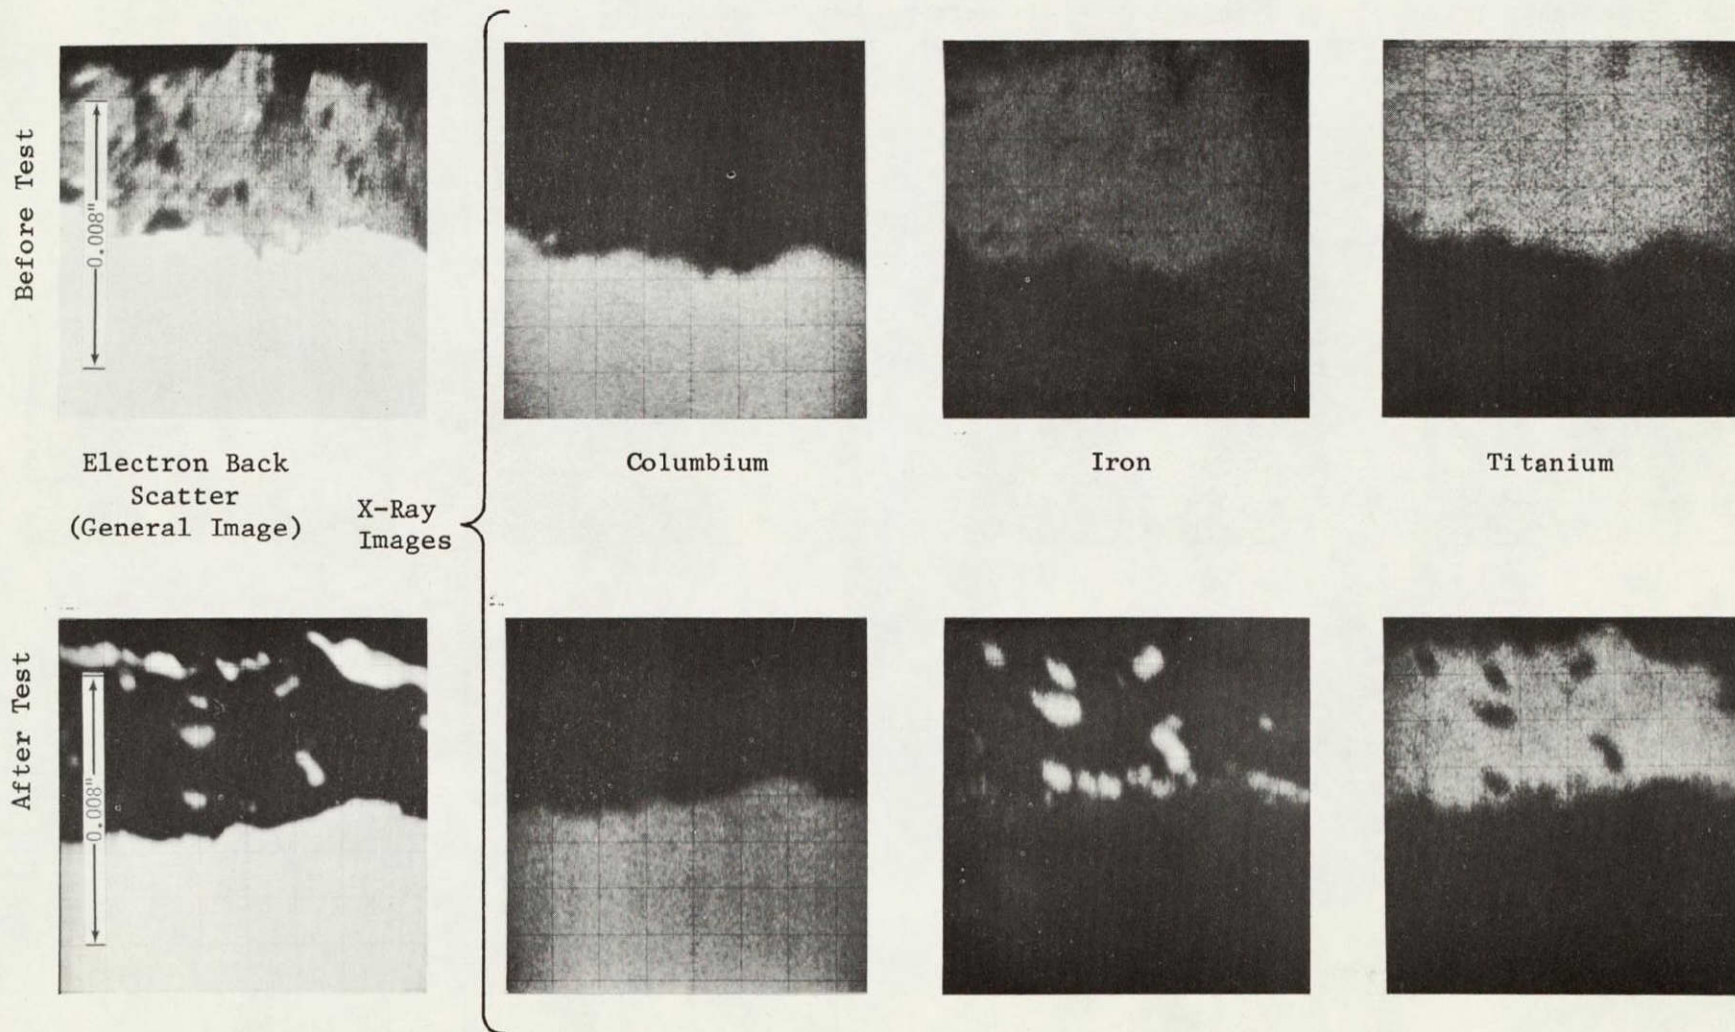 Before Test
0.008"
Electron Back
Scatter
(General Image)
X-Ray
Images
Columbium
Iron
Titanium
After Test
0.008"